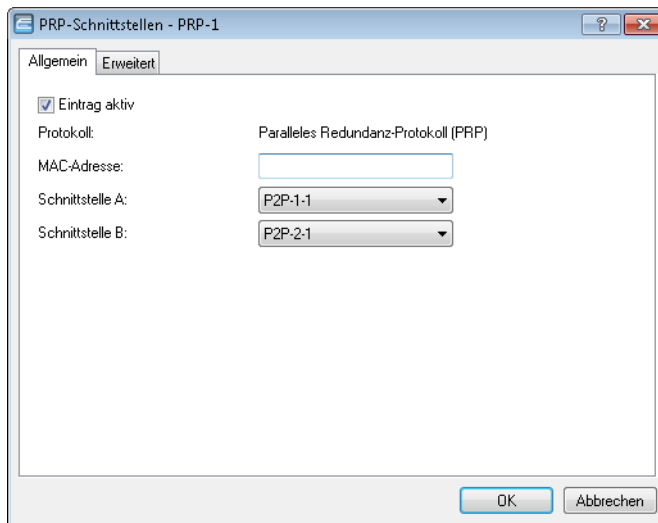 PRP-Schnittstellen - PRP-1
?
Allgemein
Erweitert
Eintrag aktiv
Protokoll: Paralleles Redundanz-Protokoll (PRP)
MAC-Adresse:
Schnittstelle A: P2P-1-1
Schnittstelle B: P2P-2-1
OK Abbrechen